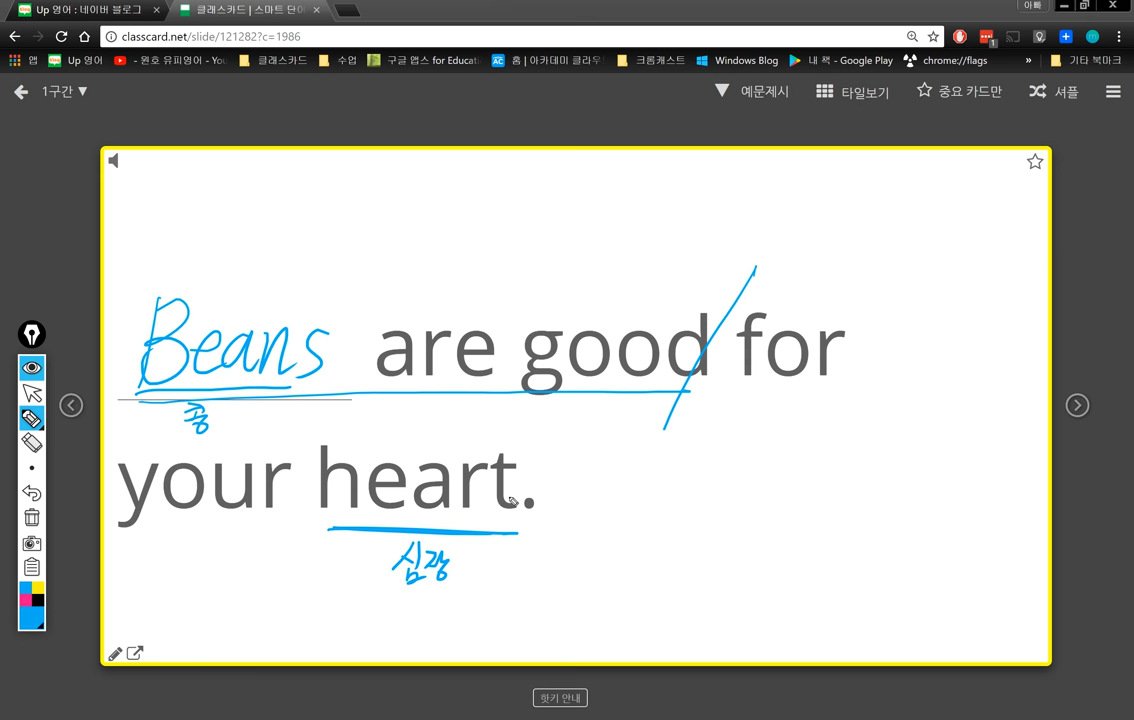 Up 영어 : 네이버 블로그
클래스카드 | 스마트 단어
아빠
classcard.net/slide/121282?c=1986
앱 Up 영어 - 원호 유피영어 - You 클래스카드 수업 구글 앱스 for Educati 홈 | 아카데미 클라우 크롬캐스트 Windows Blog 내 책 - Google Play chrome://flags » 기타 북마크
1구간 ▼ ▼ 예문제시 타일보기 중요 카드만 셔플
Beans are good for
콩
your heart.
심장
핫키 안내